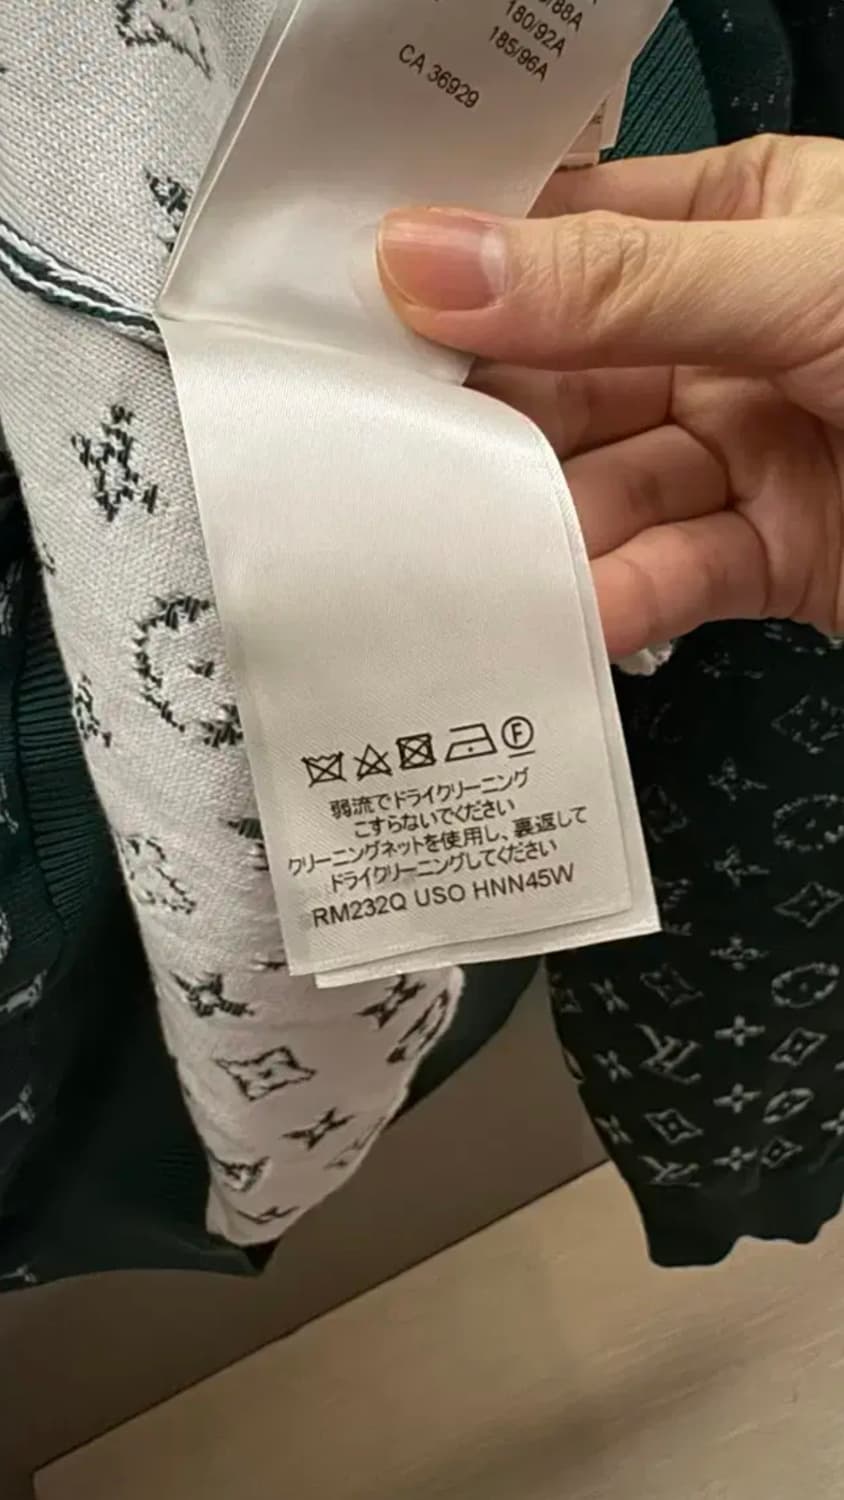 180/92A
185/96A
CA 36929
F
弱流でドライクリーニング
こすらないでください
クリーニングネットを使用し、裏返して
ドライクリーニングしてください
RM232Q USO HNN45W